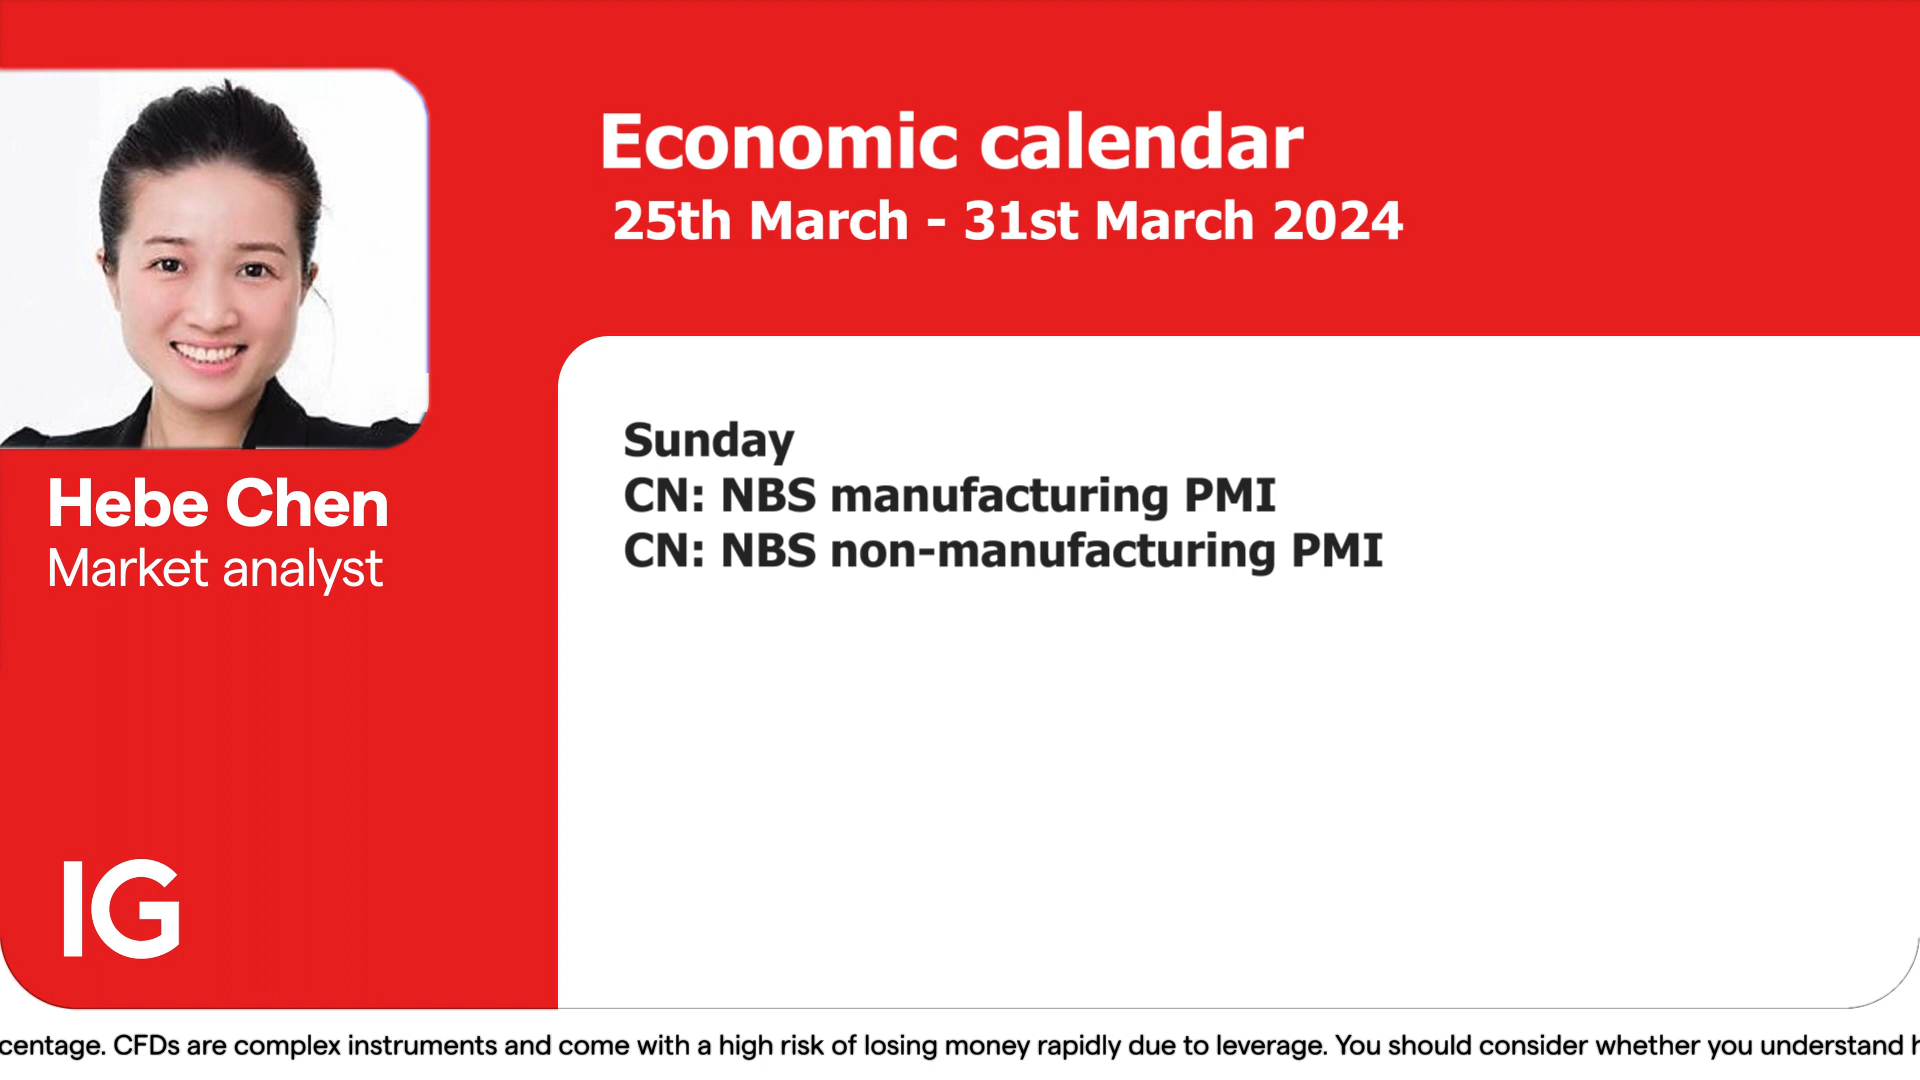 Economic calendar
25th March - 31st March 2024
Hebe Chen
Market analyst
Sunday
CN: NBS manufacturing PMI
CN: NBS non-manufacturing PMI
IG
centage. CFDs are complex instruments and come with a high risk of losing money rapidly due to leverage. You should consider whether you understand